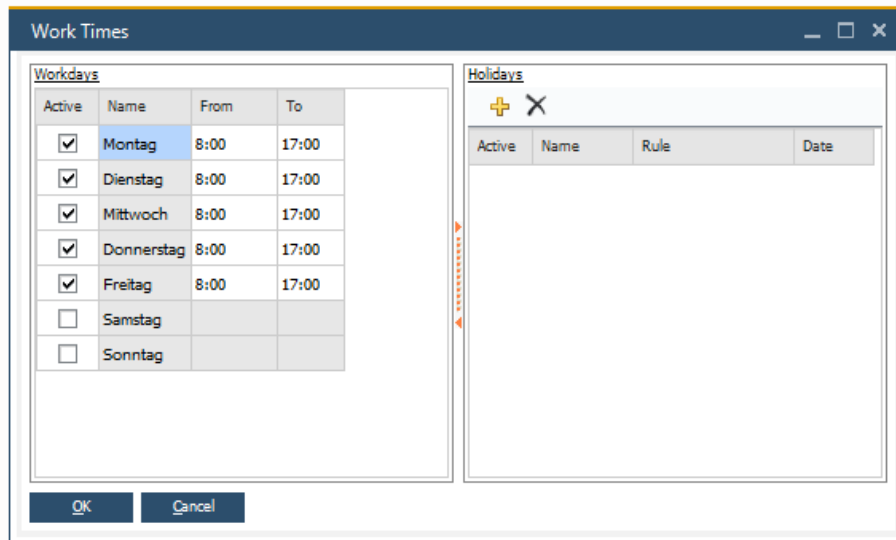 Work Times
Workdays
Active Name From To
Montag 8:00 17:00
Dienstag 8:00 17:00
Mittwoch 8:00 17:00
Donnerstag 8:00 17:00
Freitag 8:00 17:00
Samstag
Sonntag
Holidays
Active Name Rule Date
OK Cancel